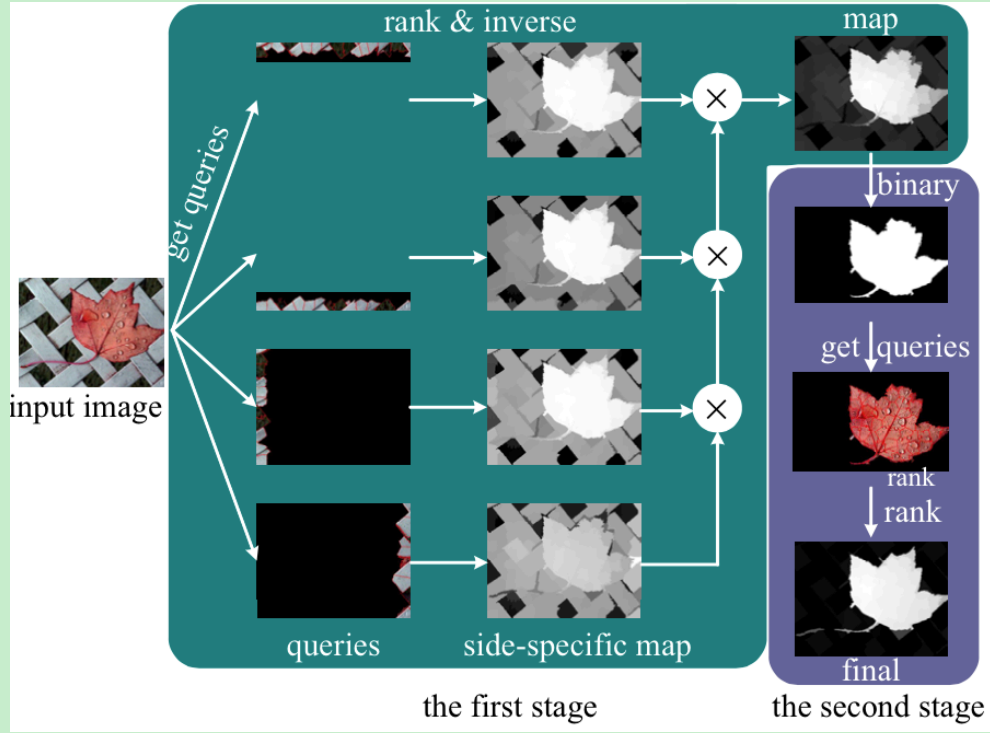 rank & inverse
map
get queries
binary
input image
get queries
rank
rank
queries
side-specific map
final
the first stage
the second stage